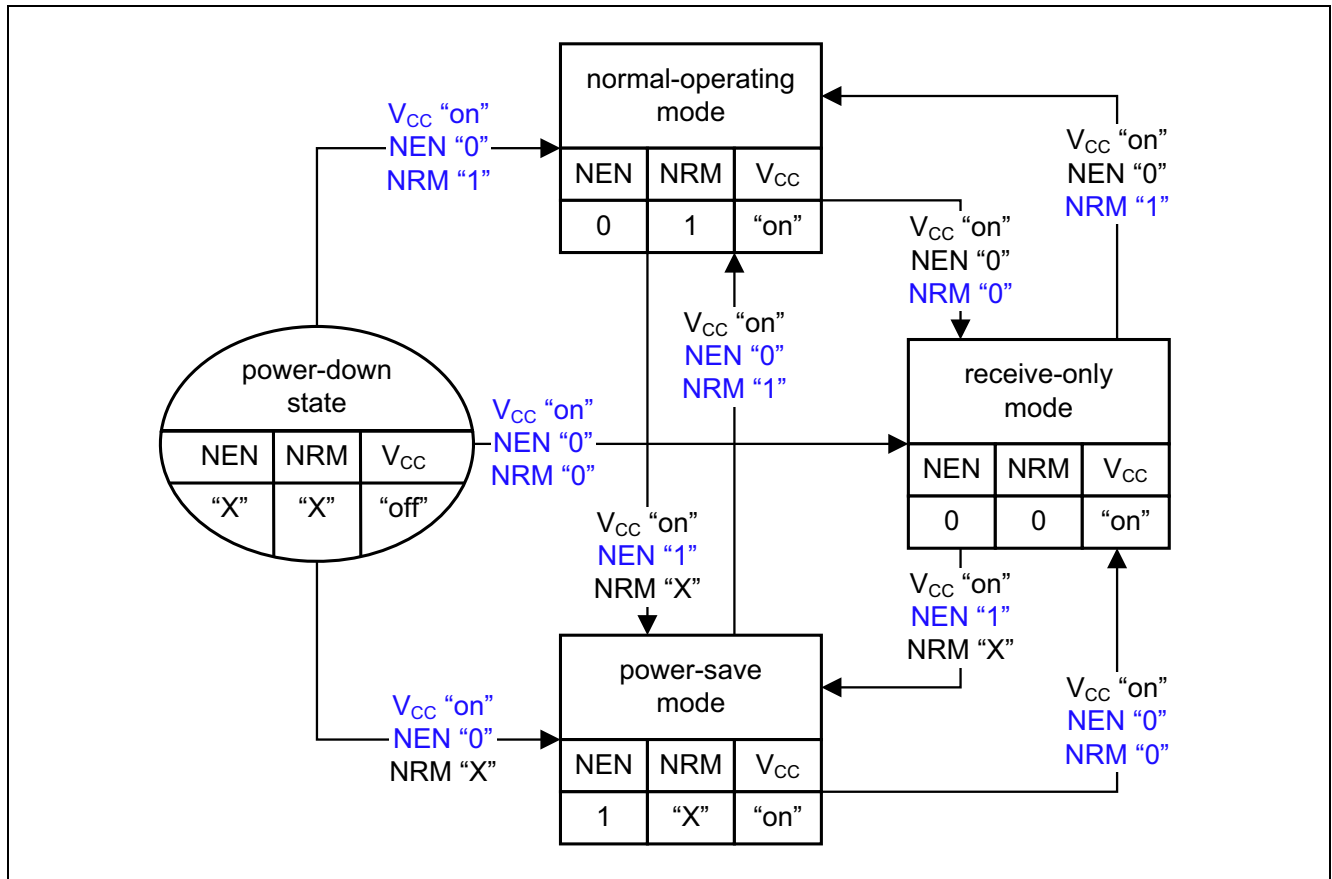 normal-operating
mode
NEN NRM VCC
0 1 “on”
VCC “on”
NEN “0”
NRM “1”
VCC “on”
NEN “0”
NRM “1”
VCC “on”
NEN “0”
NRM “0”
VCC “on”
NEN “0”
NRM “1”
power-down
state
NEN NRM VCC
“X” “X” “off”
VCC “on”
NEN “0”
NRM “0”
receive-only
mode
NEN NRM VCC
0 0 “on”
VCC “on”
NEN “1”
NRM “X”
VCC “on”
NEN “1”
NRM “X”
VCC “on”
NEN “0”
NRM “X”
power-save
mode
NEN NRM VCC
1 “X” “on”
VCC “on”
NEN “0”
NRM “0”